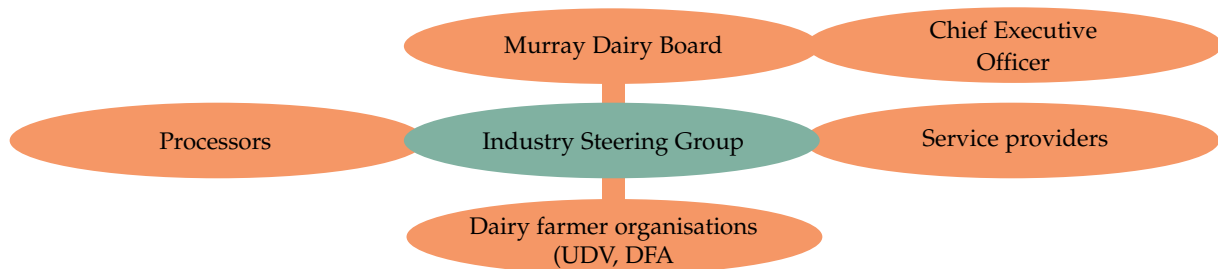 Murray Dairy Board
Chief Executive
Officer
Processors
Industry Steering Group
Service providers
Dairy farmer organisations
(UDV, DFA